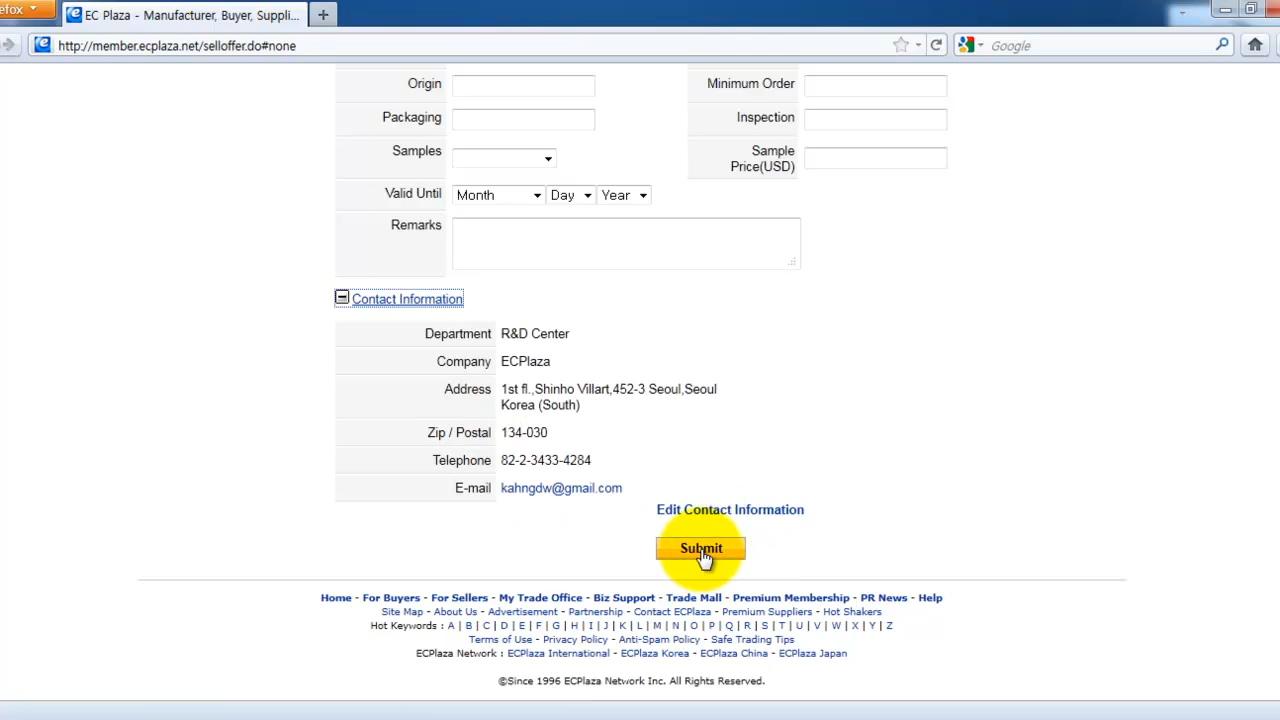 efox
EC Plaza - Manufacturer, Buyer, Suppli...
http://member.ecplaza.net/selloffer.do#none
Google
Origin
Minimum Order
Packaging
Inspection
Samples
Sample
Price(USD)
Valid Until
Month
Day
Year
Remarks
Contact Information
Department R&D Center
Company ECPlaza
Address 1st fl.,Shinho Villart,452-3 Seoul,Seoul
Korea (South)
Zip / Postal 134-030
Telephone 82-2-3433-4284
E-mail kahngdw@gmail.com
Edit Contact Information
Submit
Home - For Buyers - For Sellers - My Trade Office - Biz Support - Trade Mall - Premium Membership - PR News - Help
Site Map - About Us - Advertisement - Partnership - Contact ECPlaza - Premium Suppliers - Hot Shakers
Hot Keywords : A | B | C | D | E | F | G | H | I | J | K | L | M | N | O | P | Q | R | S | T | U | V | W | X | Y | Z
Terms of Use - Privacy Policy - Anti-Spam Policy - Safe Trading Tips
ECPlaza Network : ECPlaza International - ECPlaza Korea - ECPlaza China - ECPlaza Japan
©Since 1996 ECPlaza Network Inc. All Rights Reserved.